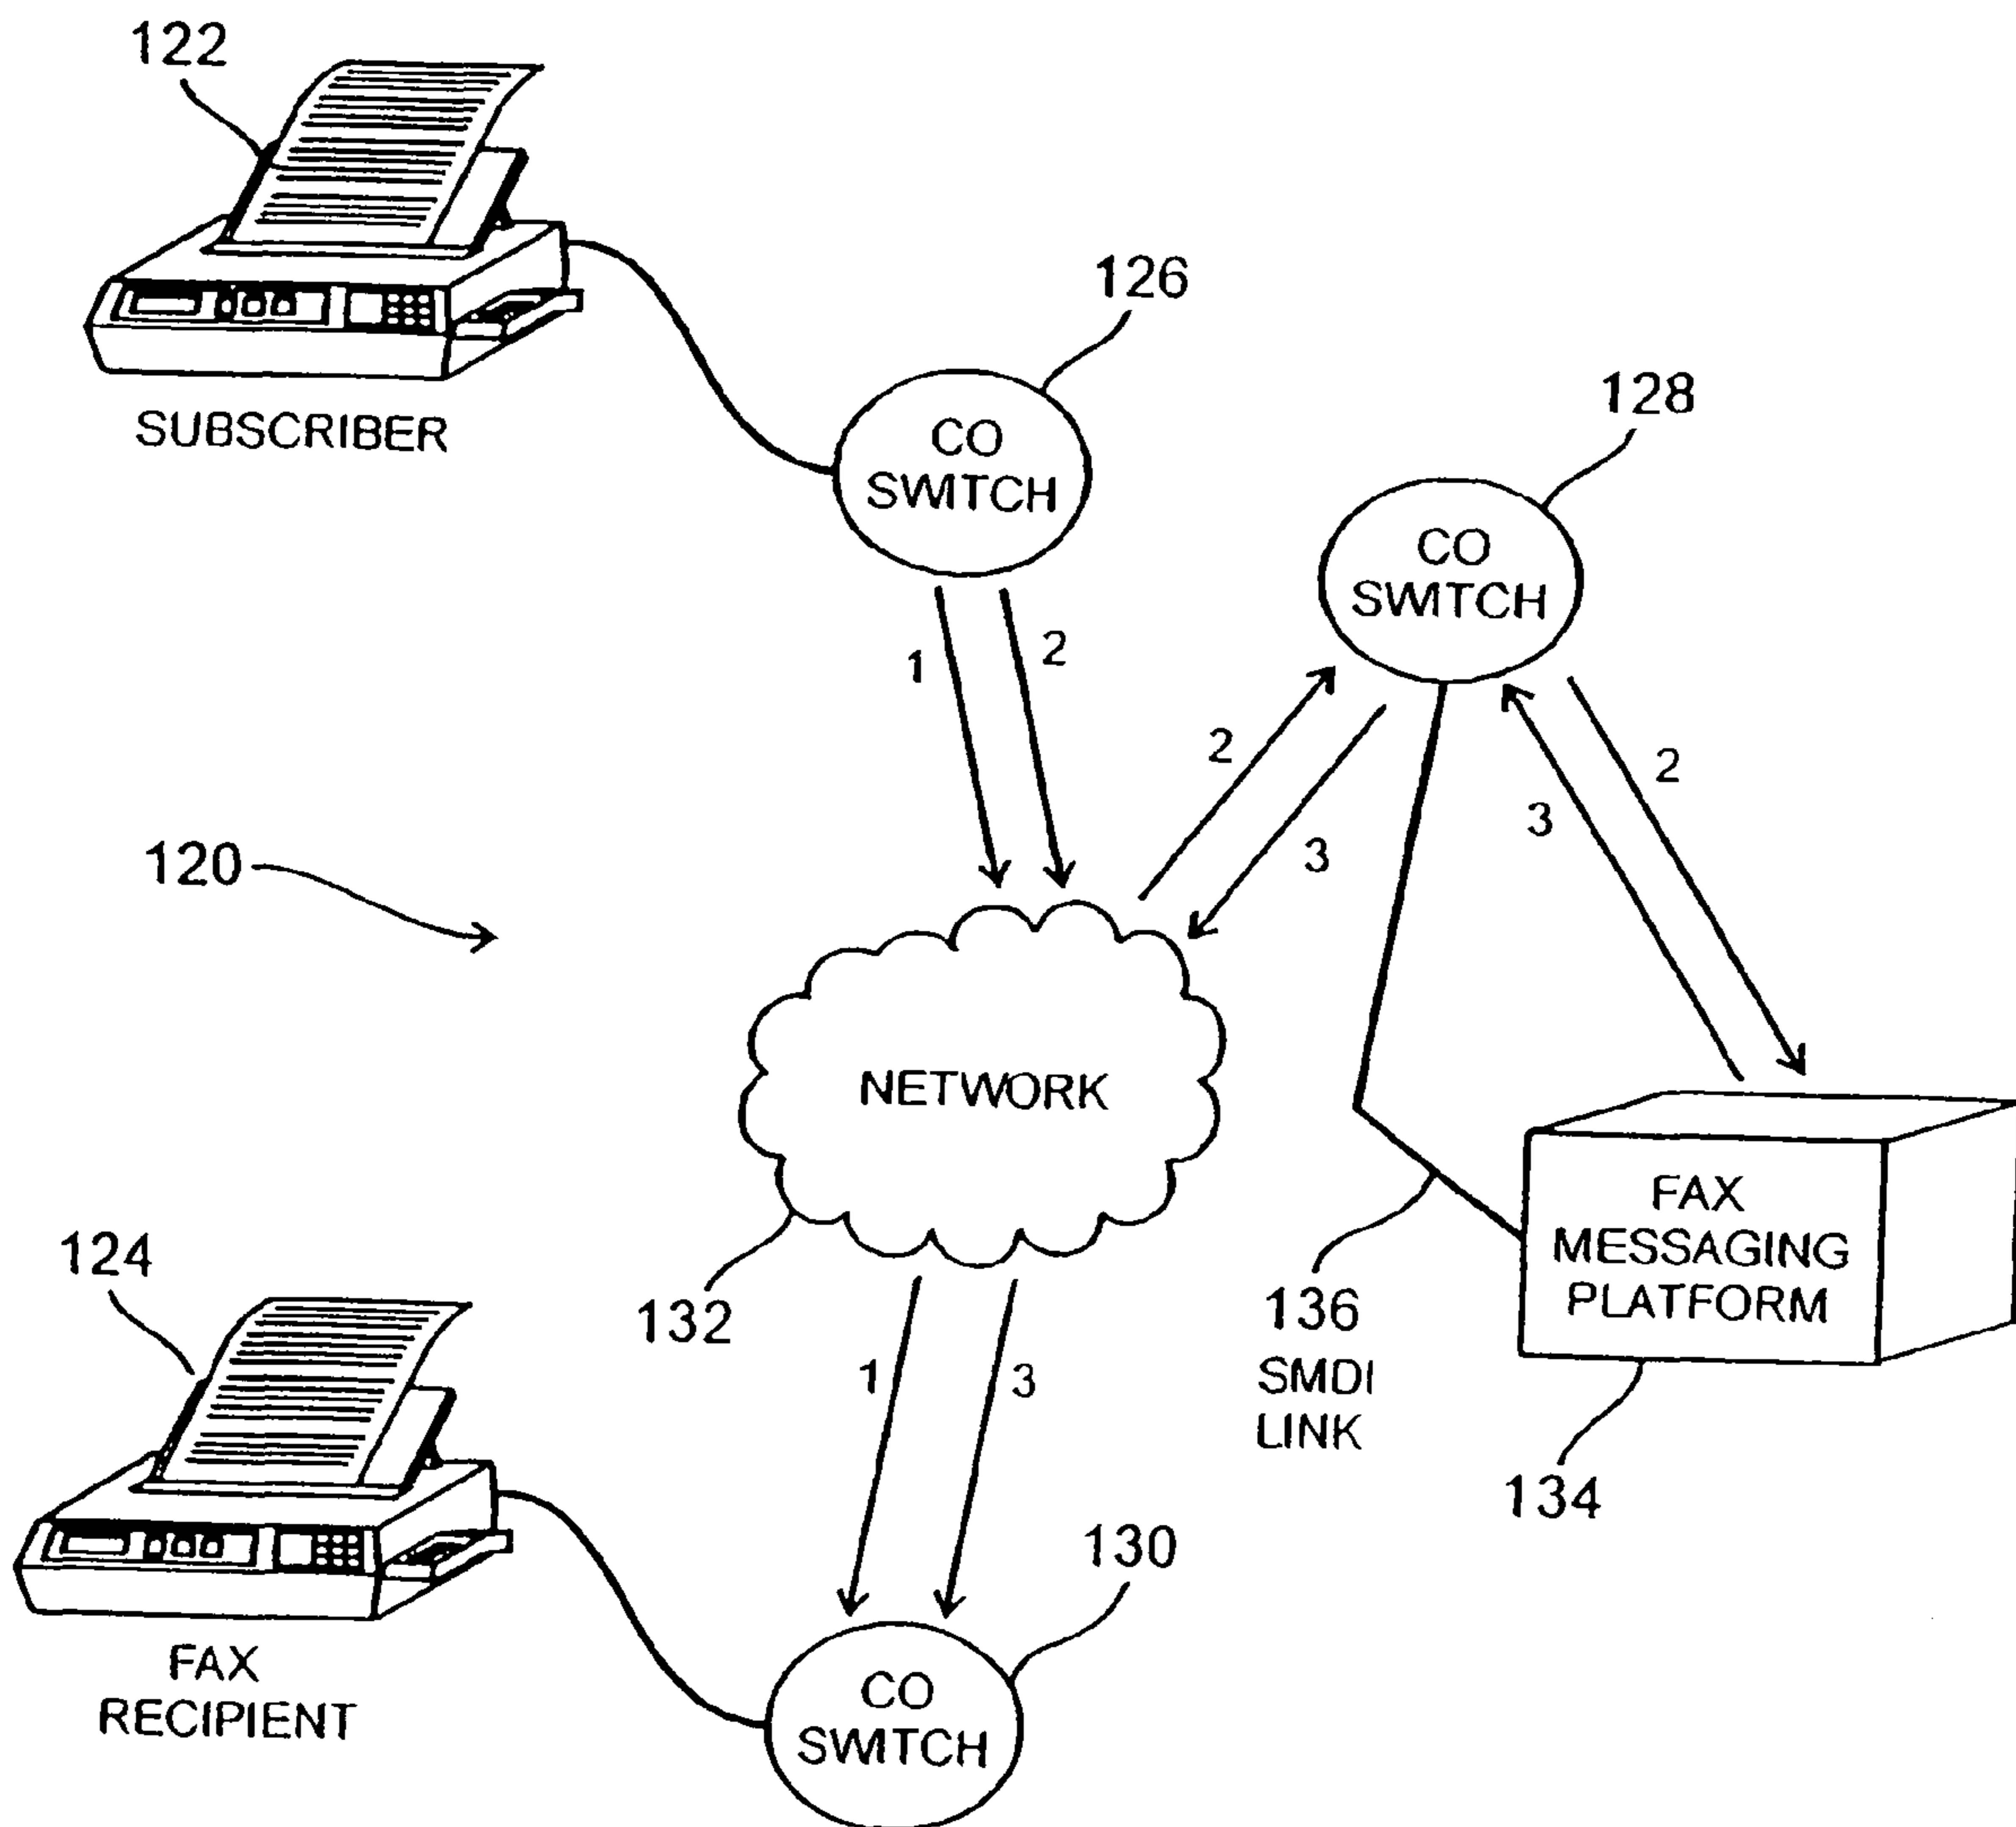 122
SUBSCRIBER
126
CO
SWITCH
128
CO
SWITCH
1
2
2
3
3
2
120
NETWORK
132
136
SMDI
LINK
FAX
MESSAGING
PLATFORM
134
124
FAX
RECIPIENT
1
3
130
CO
SWITCH